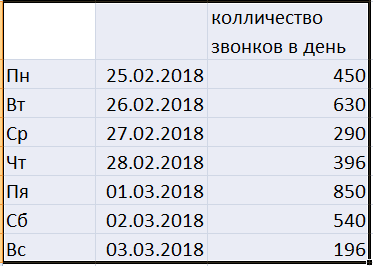 колличество
звонков в день
Пн 25.02.2018 450
Вт 26.02.2018 630
Ср 27.02.2018 290
Чт 28.02.2018 396
Пя 01.03.2018 850
Сб 02.03.2018 540
Вс 03.03.2018 196